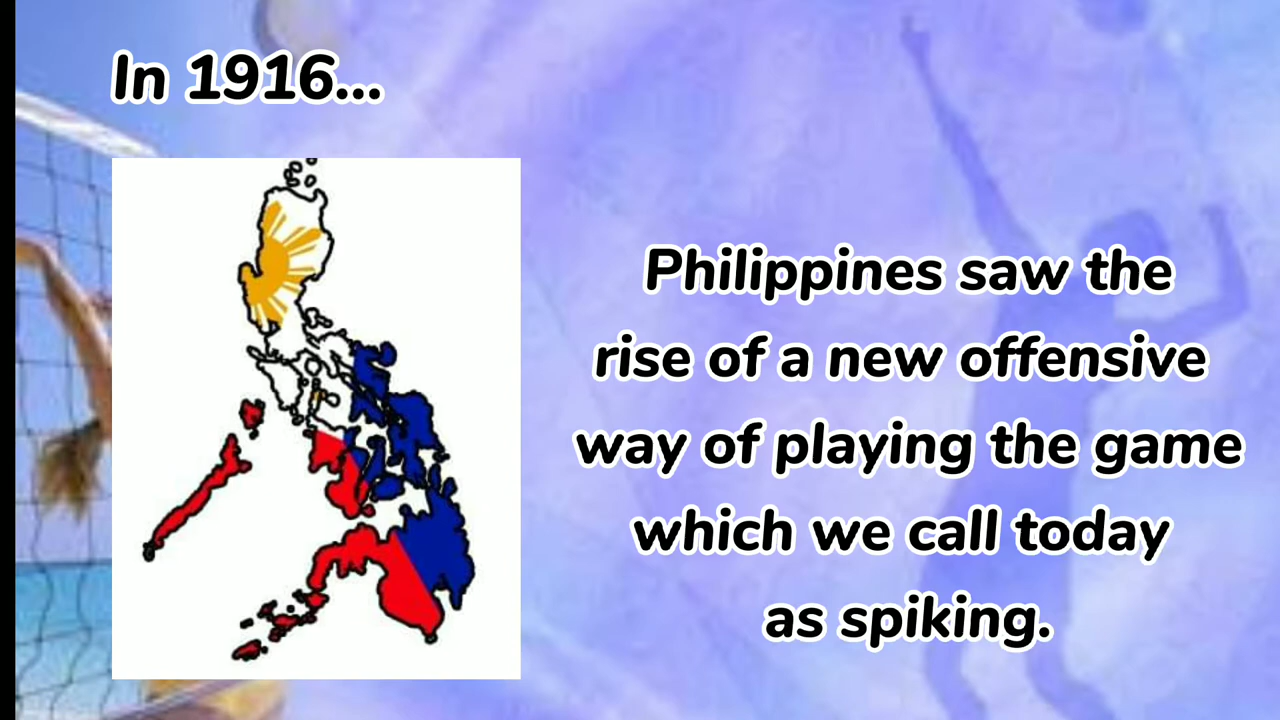 In 1916...
Philippines saw the
rise of a new offensive
way of playing the game
which we call today
as spiking.